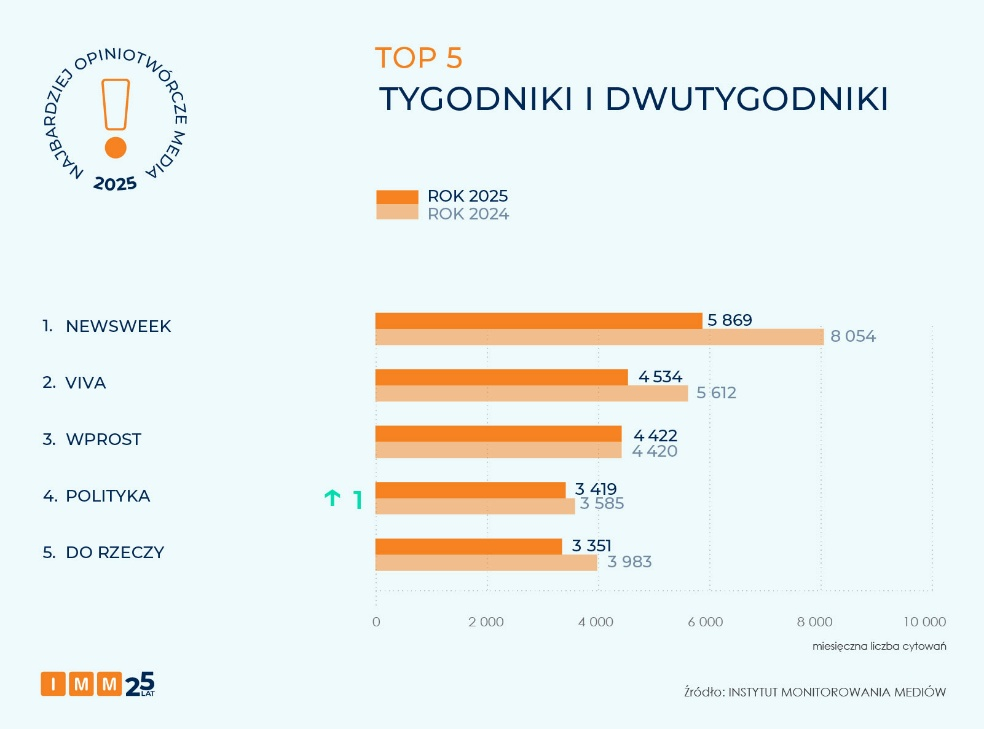 NAJBARDZIEJ OPINIOTWÓRCZE MEDIA
2025
TOP 5
TYGODNIKI I DWUTYGODNIKI
ROK 2025
ROK 2024
1. NEWSWEEK
5 869
8 054
2. VIVA
4 534
5 612
3. WPROST
4 422
4 420
4. POLITYKA
↑ 1
3 419
3 585
5. DO RZECZY
3 351
3 983
0 2 000 4 000 6 000 8 000 10 000
miesięczna liczba cytowań
IMM 25 LAT
Źródło: INSTYTUT MONITOROWANIA MEDIÓW